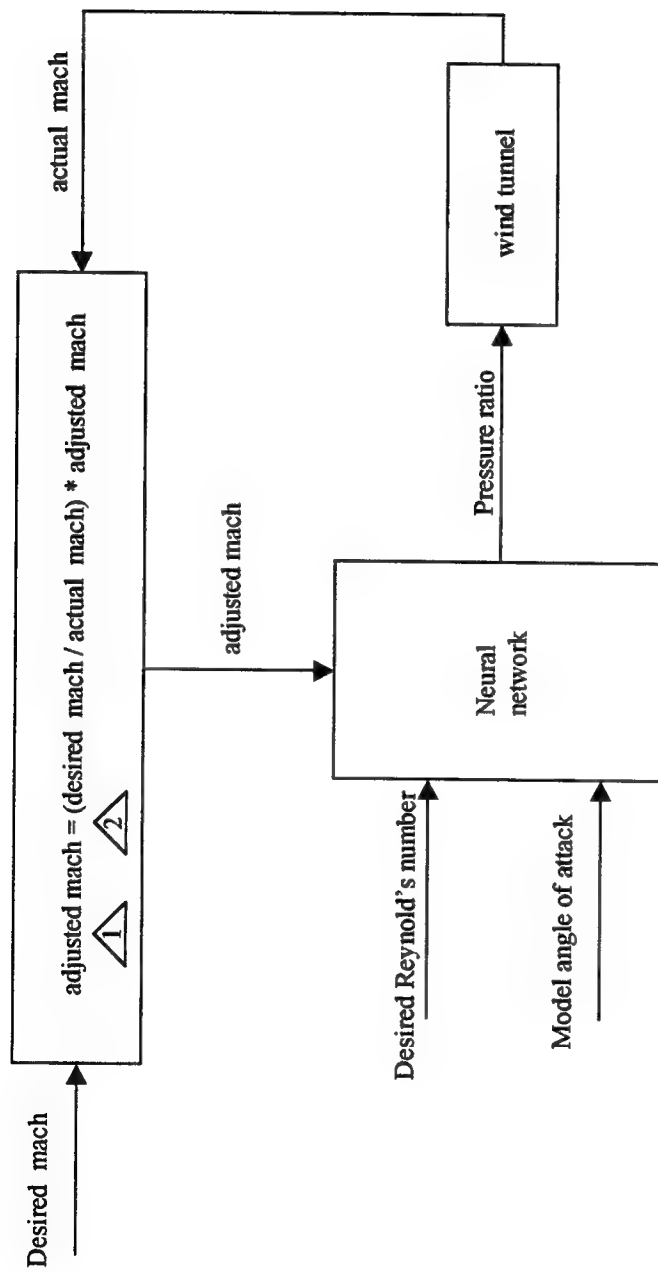 Desired mach
adjusted mach = (desired mach / actual mach) * adjusted mach
1
2
actual mach
adjusted mach
Desired Reynold's number
Model angle of attack
Neural
network
Pressure ratio
wind tunnel